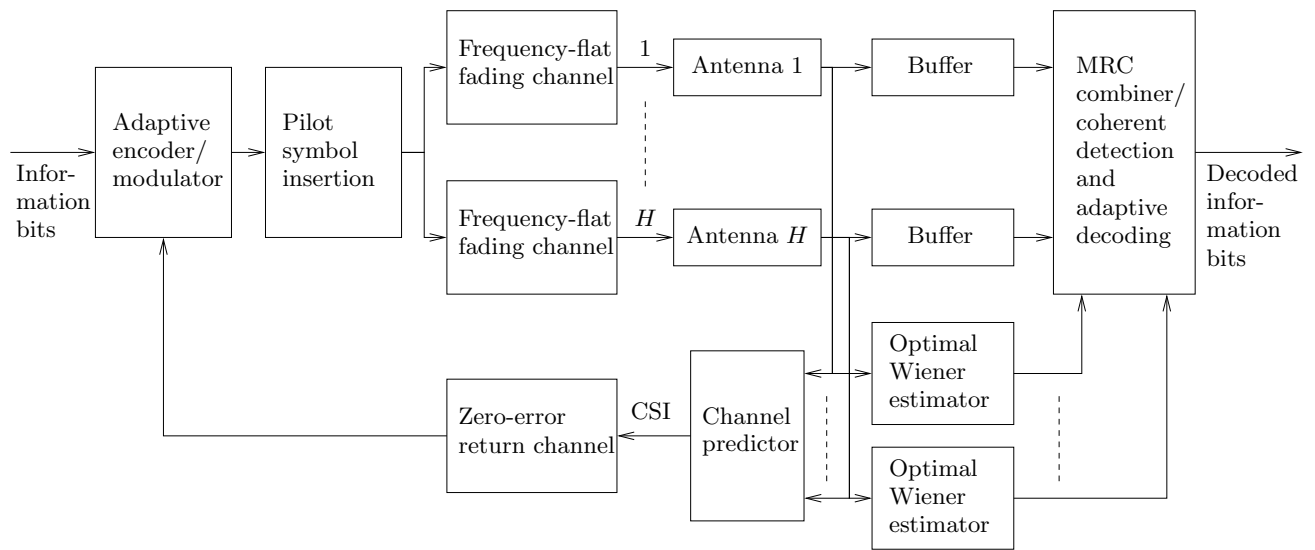 Infor-
mation
bits
Adaptive
encoder/
modulator
Pilot
symbol
insertion
Frequency-flat
fading channel
1
Antenna 1
Buffer
Frequency-flat
fading channel
H
Antenna H
Buffer
MRC
combiner/
coherent
detection
and
adaptive
decoding
Decoded
infor-
mation
bits
Zero-error
return channel
CSI
Channel
predictor
Optimal
Wiener
estimator
Optimal
Wiener
estimator